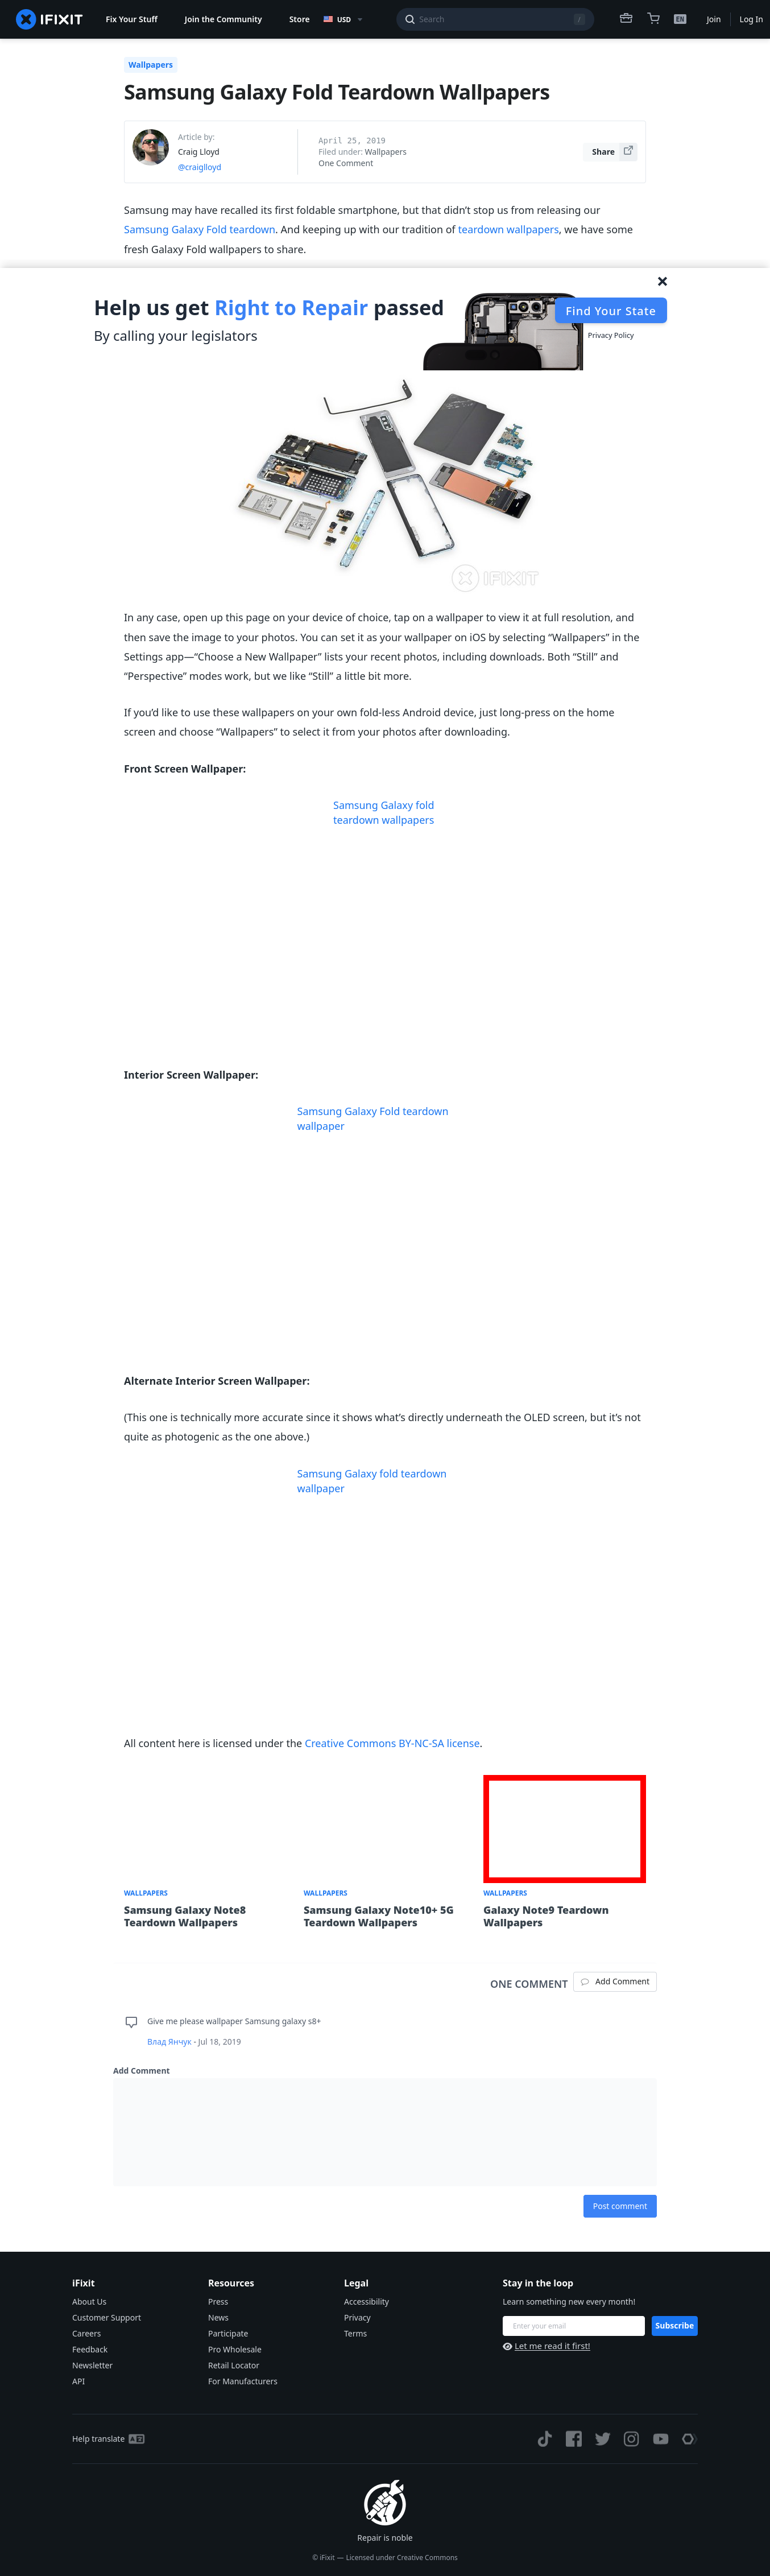 IFIXIT
Fix Your Stuff
Join the Community
Store
USD
Search
/
EN
Join
Log In
Wallpapers
Samsung Galaxy Fold Teardown Wallpapers
Article by:
Craig Lloyd
@craiglloyd
April 25, 2019
Filed under: Wallpapers
One Comment
Share
Samsung may have recalled its first foldable smartphone, but that didn’t stop us from releasing our
Samsung Galaxy Fold teardown. And keeping up with our tradition of teardown wallpapers, we have some
fresh Galaxy Fold wallpapers to share.
Help us get Right to Repair passed
By calling your legislators
Find Your State
Privacy Policy
IFIXIT
In any case, open up this page on your device of choice, tap on a wallpaper to view it at full resolution, and
then save the image to your photos. You can set it as your wallpaper on iOS by selecting “Wallpapers” in the
Settings app—“Choose a New Wallpaper” lists your recent photos, including downloads. Both “Still” and
“Perspective” modes work, but we like “Still” a little bit more.
If you’d like to use these wallpapers on your own fold-less Android device, just long-press on the home
screen and choose “Wallpapers” to select it from your photos after downloading.
Front Screen Wallpaper:
Samsung Galaxy fold
teardown wallpapers
Interior Screen Wallpaper:
Samsung Galaxy Fold teardown
wallpaper
Alternate Interior Screen Wallpaper:
(This one is technically more accurate since it shows what’s directly underneath the OLED screen, but it’s not
quite as photogenic as the one above.)
Samsung Galaxy fold teardown
wallpaper
All content here is licensed under the Creative Commons BY-NC-SA license.
WALLPAPERS
Samsung Galaxy Note8
Teardown Wallpapers
WALLPAPERS
Samsung Galaxy Note10+ 5G
Teardown Wallpapers
WALLPAPERS
Galaxy Note9 Teardown
Wallpapers
ONE COMMENT
Add Comment
Give me please wallpaper Samsung galaxy s8+
Влад Янчук - Jul 18, 2019
Add Comment
Post comment
iFixit
About Us
Customer Support
Careers
Feedback
Newsletter
API
Resources
Press
News
Participate
Pro Wholesale
Retail Locator
For Manufacturers
Legal
Accessibility
Privacy
Terms
Stay in the loop
Learn something new every month!
Enter your email
Subscribe
Let me read it first!
Help translate
Repair is noble
© iFixit — Licensed under Creative Commons